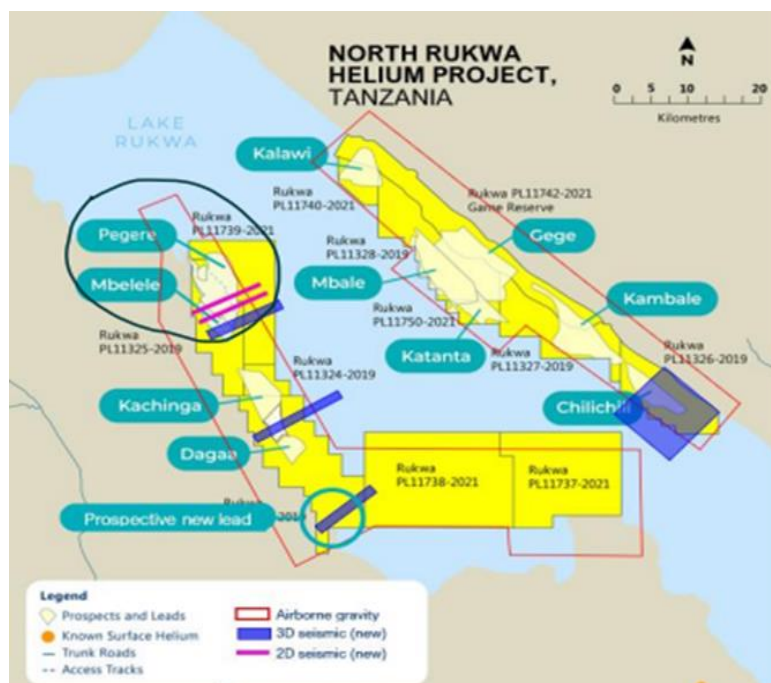 NORTH RUKWA
HELIUM PROJECT,
TANZANIA
N
0 5 10 20
Kilometres
LAKE
RUKWA
Kalawi
Rukwa
PL11740-2021
Rukwa PL11742-2021
Game Reserve
Rukwa
PL11739-2021
Pegere
Gege
Rukwa
PL11328-2019
Mbelele
Mbale
Kambale
Rukwa
PL11750-2021
Rukwa
PL11325-2019
Katanta
Rukwa
PL11327-2019
Rukwa
PL11326-2019
Rukwa
PL11324-2019
Kachinga
Chilichili
Dagaa
Rukwa
PL11738-2021
Rukwa
PL11737-2021
Prospective new lead
Legend
Prospects and Leads
Known Surface Helium
Trunk Roads
Access Tracks
Airborne gravity
3D seismic (new)
2D seismic (new)